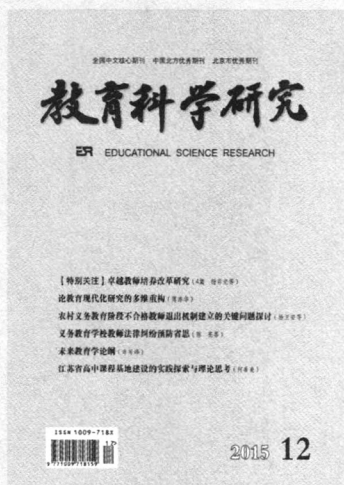 全国中文核心期刊 中国北方优秀期刊 北京市优秀期刊
教育科学研究
ESR EDUCATIONAL SCIENCE RESEARCH
【特别关注】卓越教师培养改革研究
论教育现代化研究的多维重构
农村义务教育阶段不合格教师退出机制建立的关键问题探讨
义务教育学校教师法律纠纷预防省思
未来教育学论纲
江苏省高中课程基地建设的实践探索与理论思考
ISSN 1009-718X
9 771009 718159
2015 12